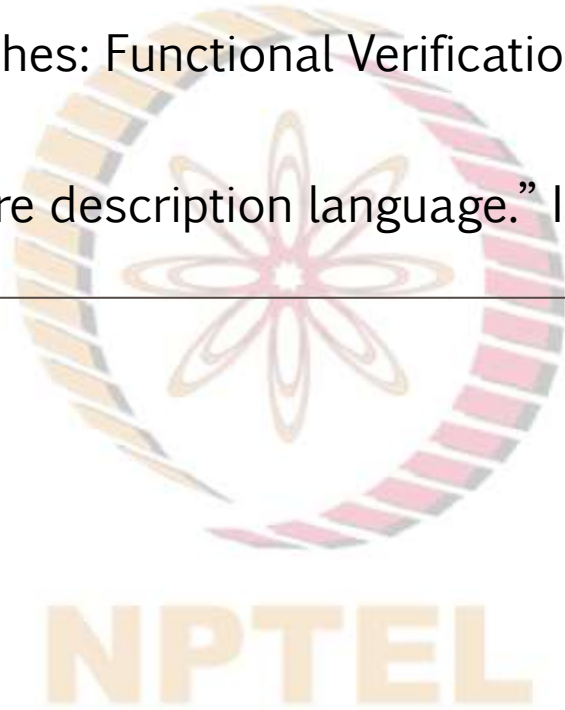 hes: Functional Verificatio
re description language.” I
NPTEL